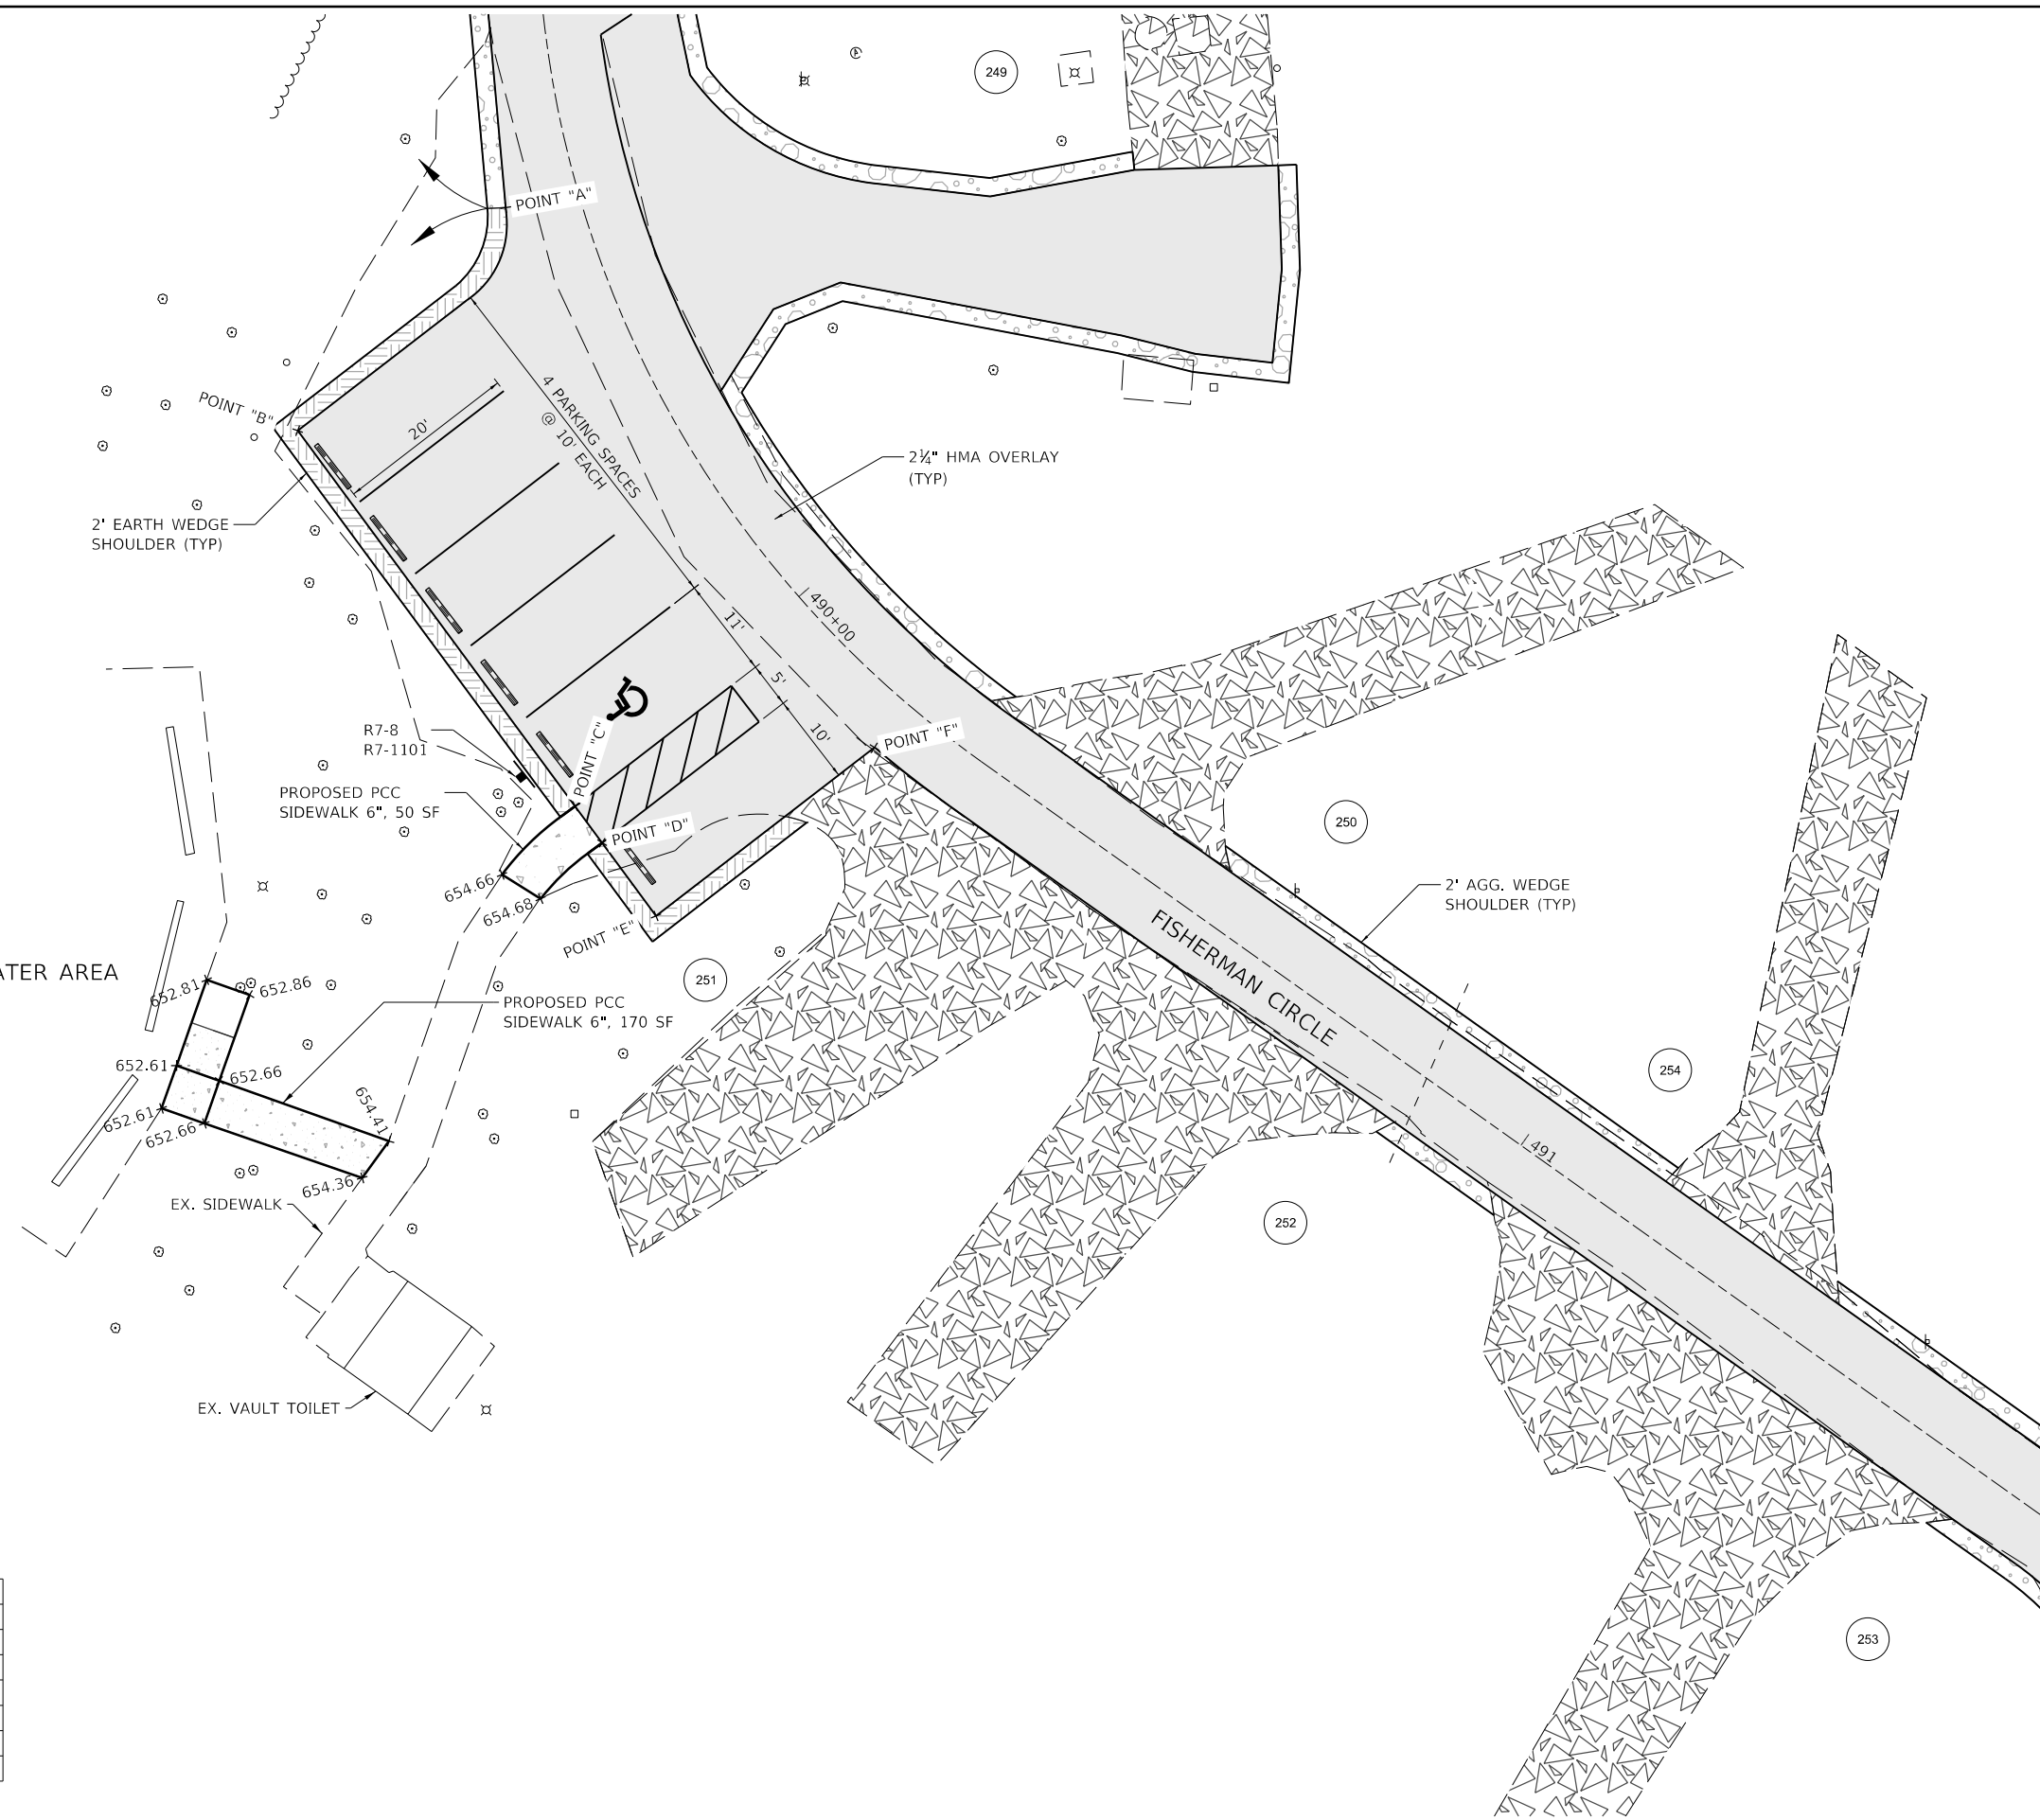 249
POINT "A"
POINT "B"
20'
4 PARKING SPACES
@ 10' EACH
2¼" HMA OVERLAY
(TYP)
2' EARTH WEDGE
SHOULDER (TYP)
11'
490+00
5'
10'
R7-8
R7-1101
POINT "C"
POINT "F"
PROPOSED PCC
SIDEWALK 6", 50 SF
POINT "D"
250
654.66
654.68
2' AGG. WEDGE
SHOULDER (TYP)
POINT "E"
FISHERMAN CIRCLE
ATER AREA
251
652.81
652.86
PROPOSED PCC
SIDEWALK 6", 170 SF
652.61
652.66
254
654.41
652.61
652.66
491
654.36
EX. SIDEWALK
252
EX. VAULT TOILET
253